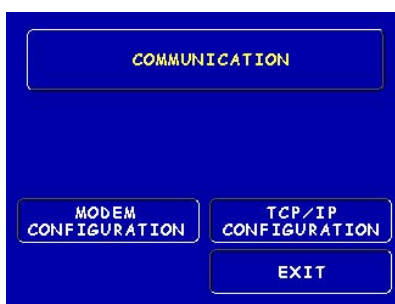 COMMUNICATION
MODEM
CONFIGURATION
TCP/IP
CONFIGURATION
EXIT